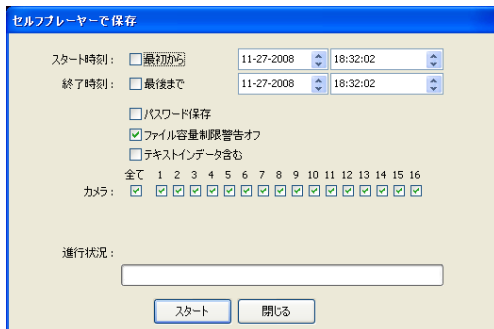 セルフプレーヤーで保存
スタート時刻： 最初から 11-27-2008 18:32:02
終了時刻： 最後まで 11-27-2008 18:32:02
パスワード保存
ファイル容量制限警告オフ
テキストインデータ含む
全て 1 2 3 4 5 6 7 8 9 10 11 12 13 14 15 16
カメラ：
進行状況：
スタート 閉じる